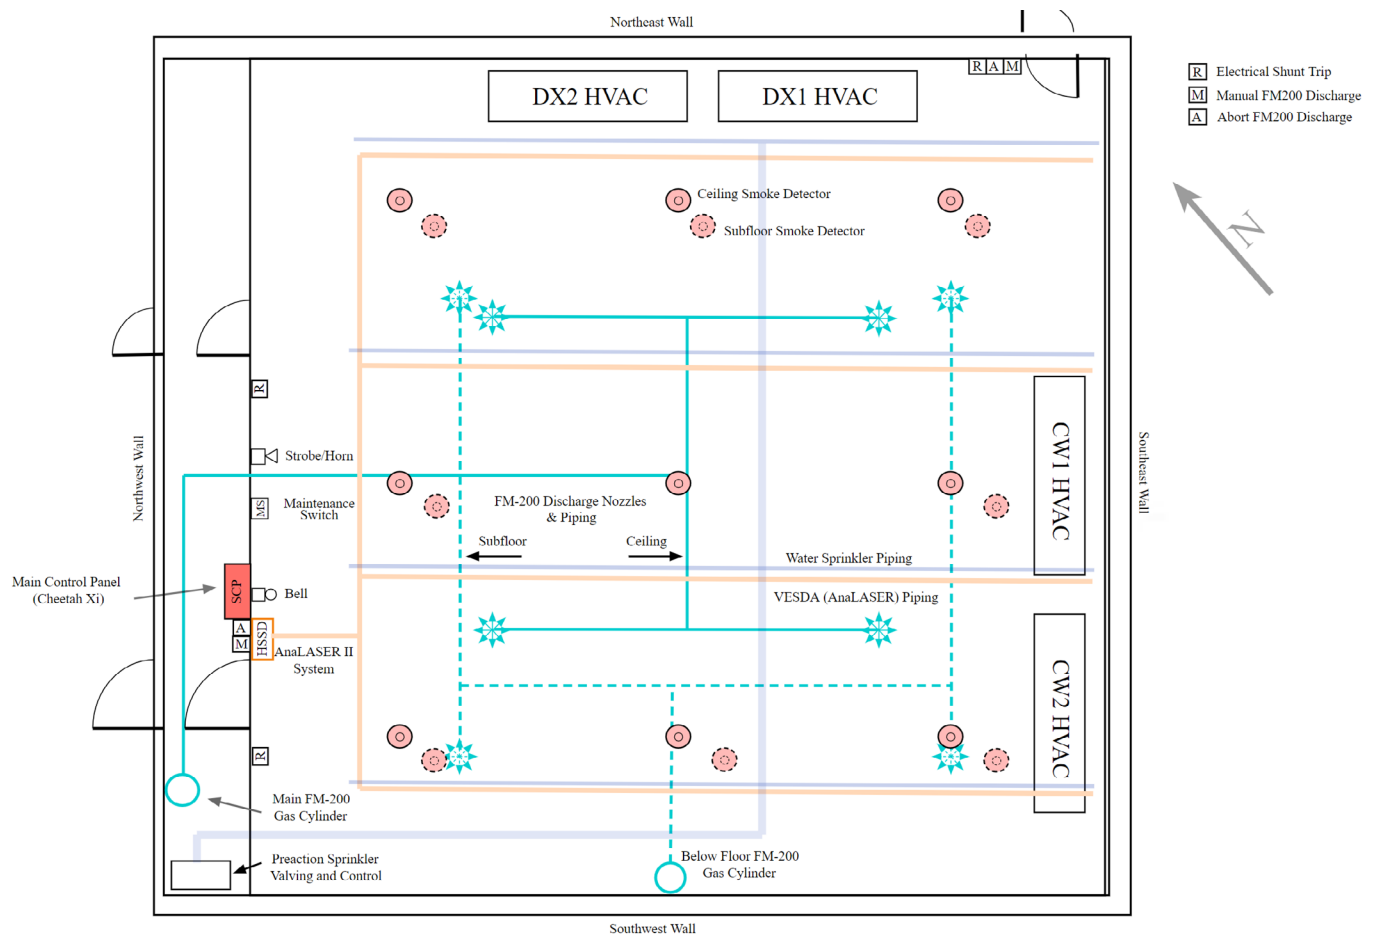 Northeast Wall
R A M
R Electrical Shunt Trip
M Manual FM200 Discharge
A Abort FM200 Discharge
DX2 HVAC
DX1 HVAC
N
Ceiling Smoke Detector
Subfloor Smoke Detector
R
Strobe/Horn
MS
Maintenance
Switch
Northwest Wall
Southeast Wall
CW1 HVAC
FM-200 Discharge Nozzles
& Piping
Subfloor
Ceiling
Water Sprinkler Piping
VESDA (AnaLASER) Piping
Main Control Panel
(Cheetah Xi)
SCP
Bell
A
M
HSSD
AnaLASER II
System
CW2 HVAC
R
Main FM-200
Gas Cylinder
Preaction Sprinkler
Valving and Control
Below Floor FM-200
Gas Cylinder
Southwest Wall